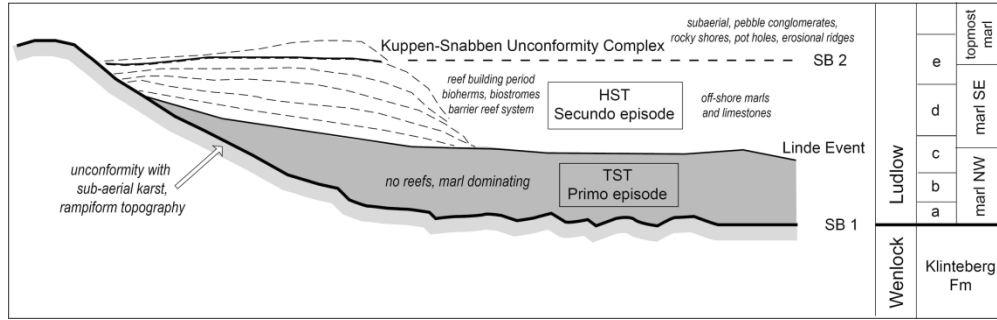 subaerial, pebble conglomerates,
rocky shores, pot holes, erosional ridges
Kuppen-Snabben Unconformity Complex
SB 2
reef building period
bioherms, biostromes
barrier reef system
HST
Secundo episode
off-shore marls
and limestones
Linde Event
unconformity with
sub-aerial karst,
rampiform topography
no reefs, marl dominating
TST
Primo episode
SB 1
Ludlow
Wenlock
e
d
c
b
a
topmost
marl
marl SE
marl NW
Klinteberg
Fm